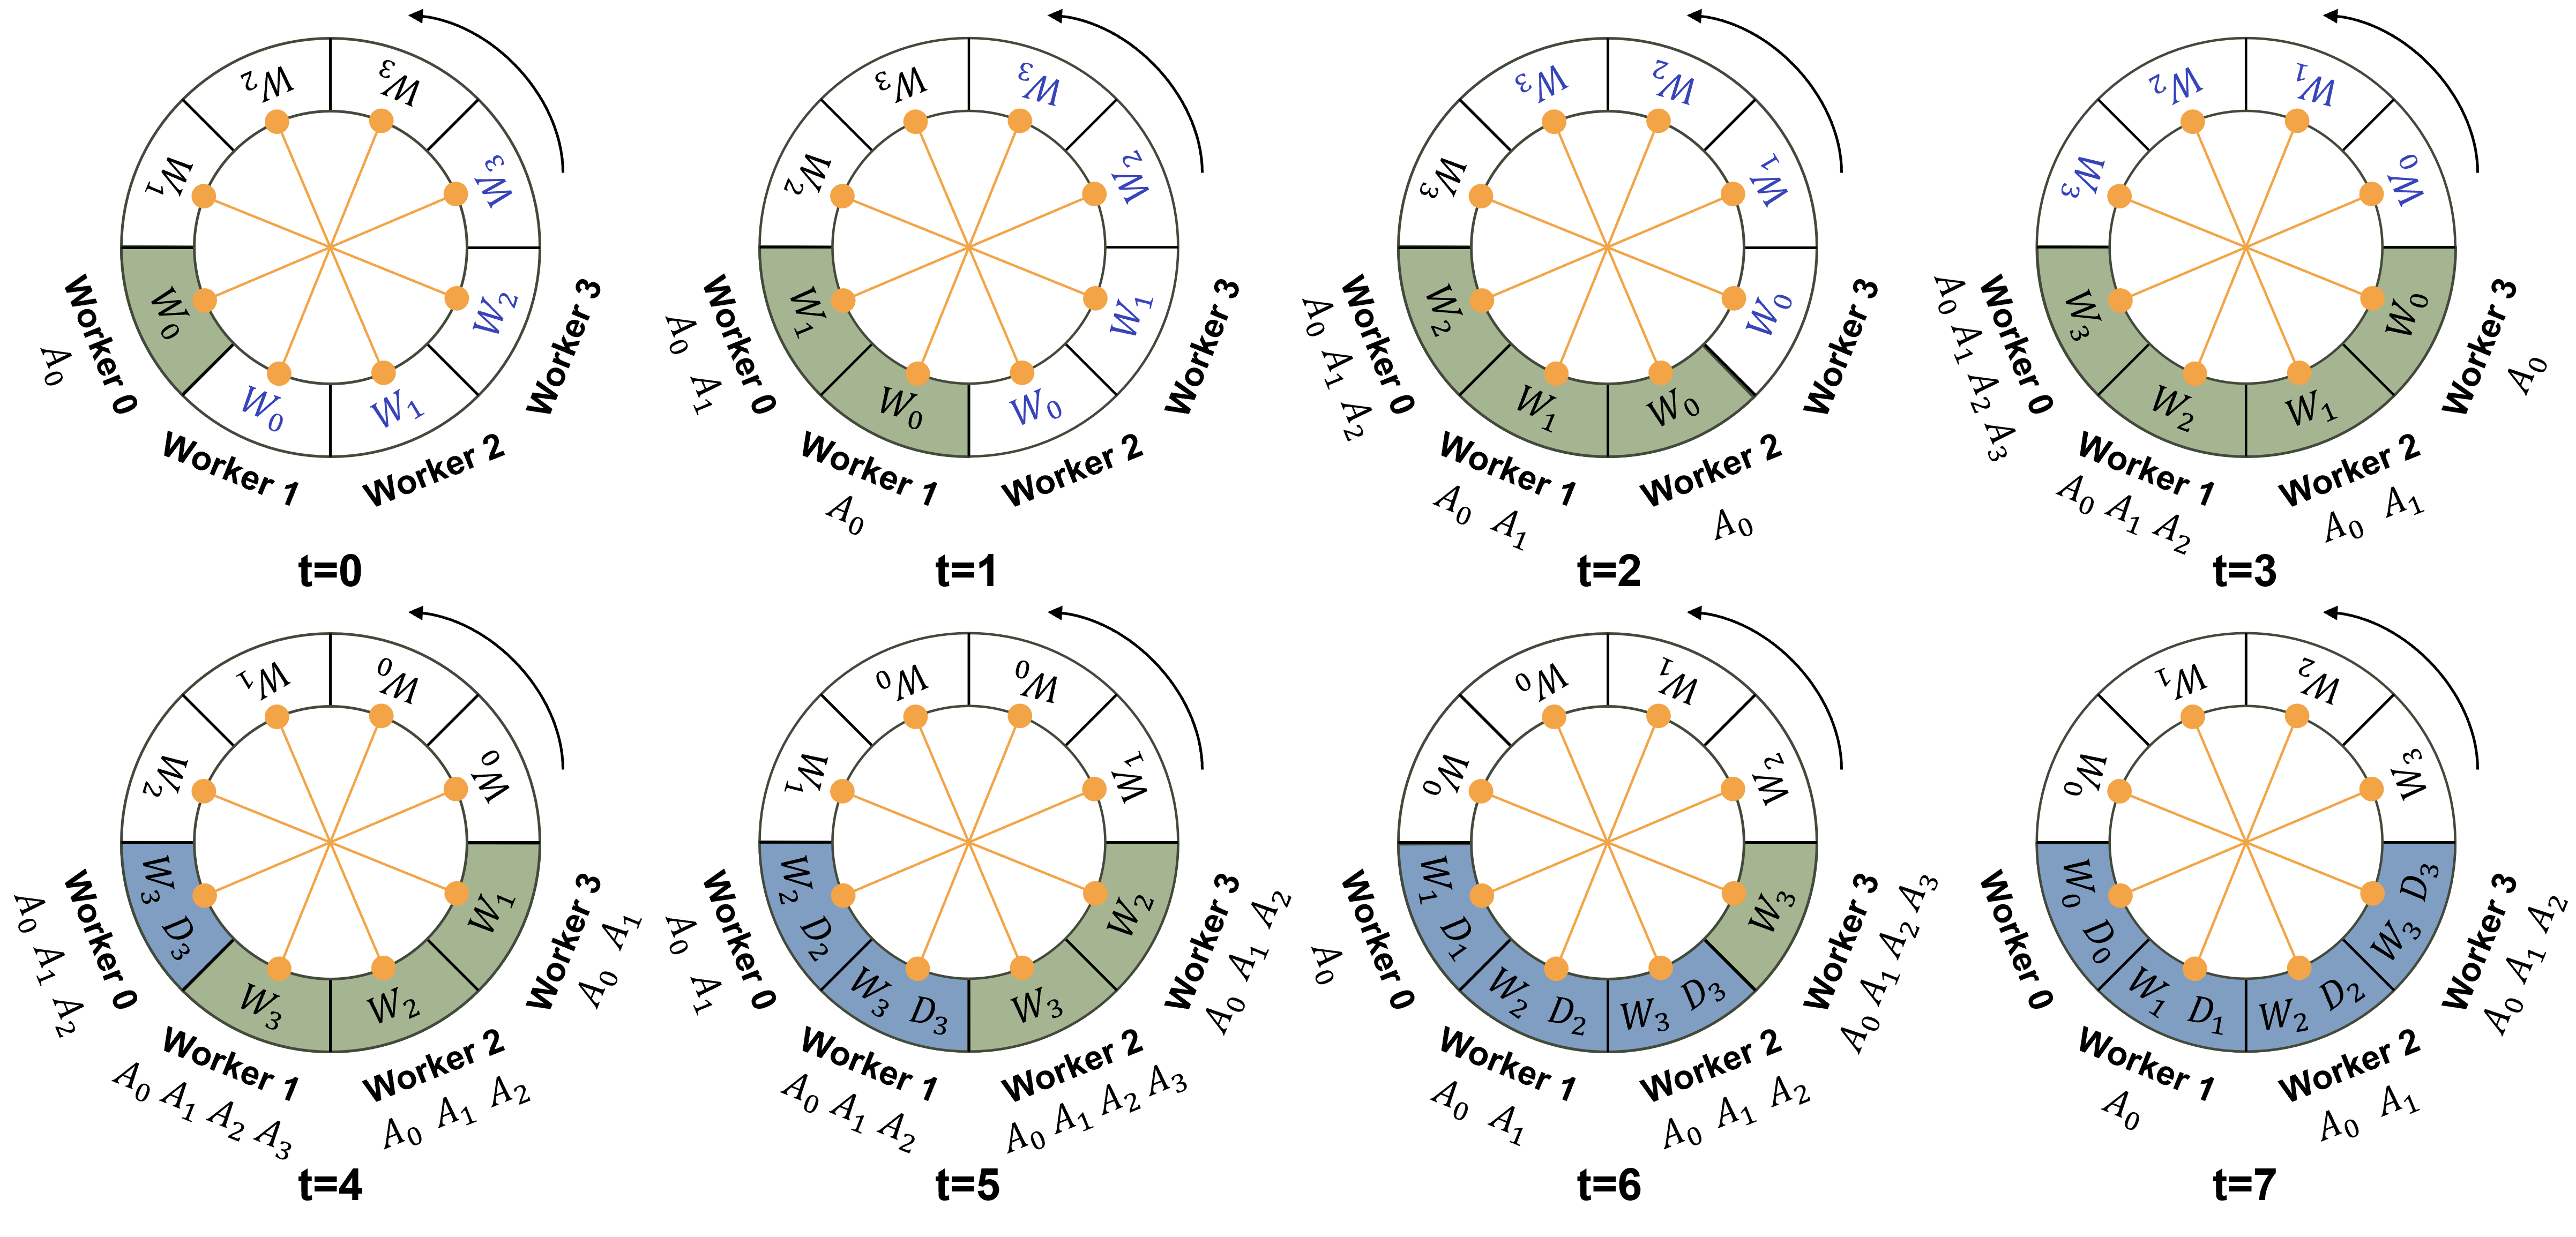 W₂ W₃
W₁ W₃
W₀ W₂
W₀ W₁
Worker 0
A₀
Worker 1
Worker 2
Worker 3
t=0
W₃ W₃
W₂ W₂
W₁ W₁
W₀ W₀
Worker 0
A₀ A₁
Worker 1
A₀
Worker 2
Worker 3
t=1
W₃ W₂
W₃ W₁
W₂ W₀
W₁ W₀
Worker 0
A₀ A₁ A₂
Worker 1
A₀ A₁
Worker 2
A₀
Worker 3
t=2
W₂ W₁
W₃ W₀
W₃ W₀
W₂ W₁
Worker 0
A₀ A₁ A₂ A₃
Worker 1
A₀ A₁ A₂
Worker 2
A₀ A₁
Worker 3
A₀
t=3
W₁ W₀
W₂ W₀
W₃ D₃ W₁
W₃ W₂
Worker 0
A₀ A₁ A₂
Worker 1
A₀ A₁ A₂ A₃
Worker 2
A₀ A₁ A₂
Worker 3
A₀ A₁
t=4
W₀ W₀
W₁ W₁
W₂ D₂ W₂
W₃ D₃ W₃
Worker 0
A₀ A₁
Worker 1
A₀ A₁ A₂
Worker 2
A₀ A₁ A₂ A₃
Worker 3
A₀ A₁ A₂
t=5
W₀ W₁
W₀ W₂
W₁ D₁ W₃
W₂ D₂ W₃ D₃
Worker 0
A₀
Worker 1
A₀ A₁
Worker 2
A₀ A₁ A₂
Worker 3
A₀ A₁ A₂ A₃
t=6
W₁ W₂
W₀ W₃
W₀ D₀ W₃ D₃
W₁ D₁ W₂ D₂
Worker 0
Worker 1
A₀
Worker 2
A₀ A₁
Worker 3
A₀ A₁ A₂
t=7